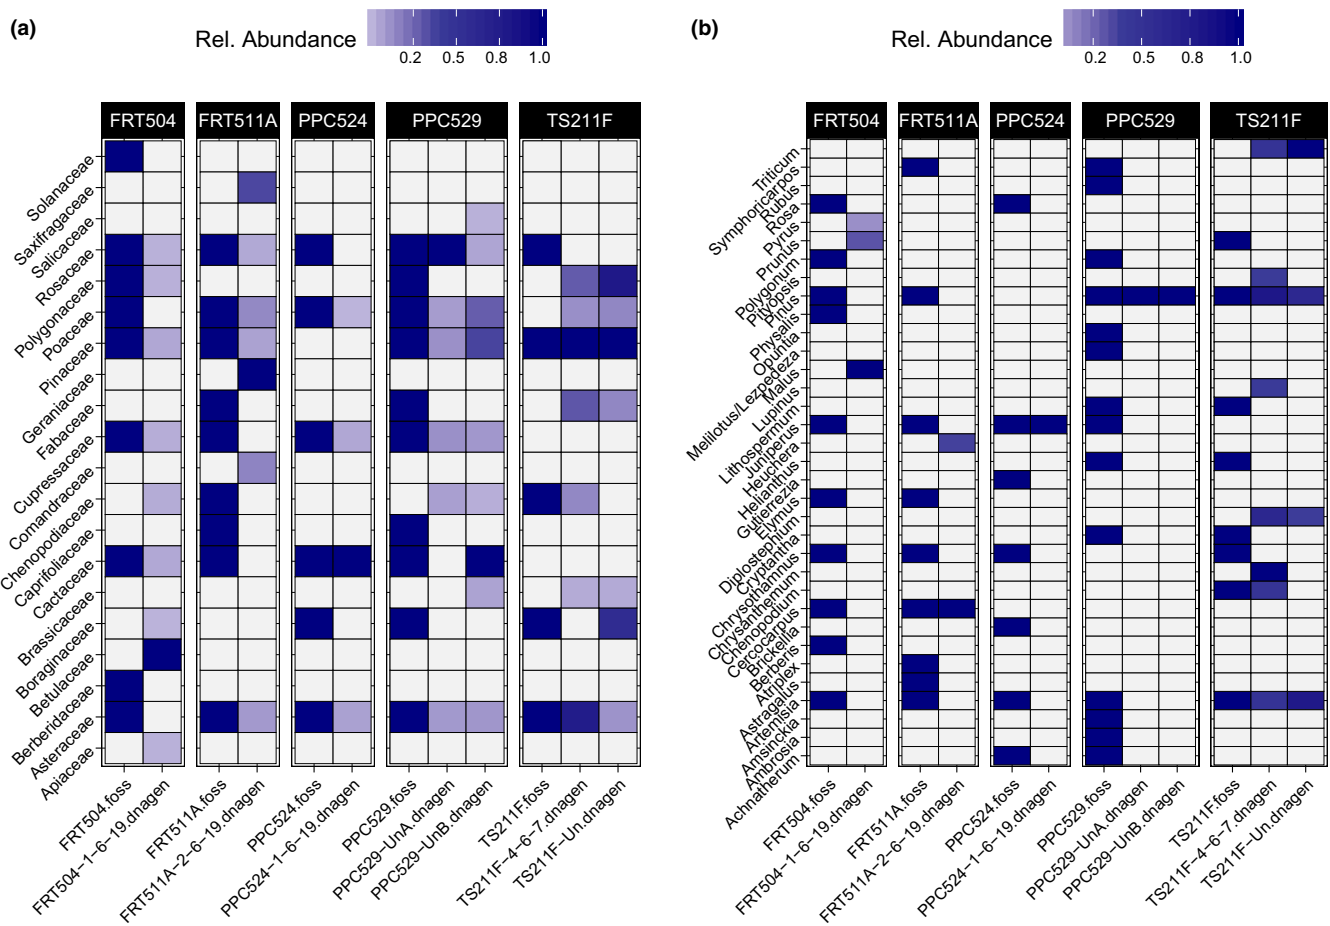 (a)
Rel. Abundance
0.2 0.5 0.8 1.0
FRT504 FRT511A PPC524 PPC529 TS211F
Solanaceae
Saxifragaceae
Salicaceae
Rosaceae
Polygonaceae
Poaceae
Pinaceae
Geraniaceae
Fabaceae
Cupressaceae
Comandraceae
Chenopodiaceae
Caprifoliaceae
Cactaceae
Brassicaceae
Boraginaceae
Betulaceae
Berberidaceae
Asteraceae
Apiaceae
FRT504.foss
FRT504−1−6−19.dnagen
FRT511A.foss
FRT511A−2−6−19.dnagen
PPC524.foss
PPC524−1−6−19.dnagen
PPC529.foss
PPC529−UnA.dnagen
PPC529−UnB.dnagen
TS211F.foss
TS211F−4−6−7.dnagen
TS211F−Un.dnagen
(b)
Rel. Abundance
0.2 0.5 0.8 1.0
FRT504 FRT511A PPC524 PPC529 TS211F
Triticum
Symphoricarpos
Rubus
Rosa
Pyrus
Prunus
Polygonum
Pityopsis
Pinus
Physalis
Opuntia
Melilotus/Lezpedeza
Malus
Lupinus
Lithospermum
Juniperus
Heuchera
Helianthus
Gutierrezia
Elymus
Diplostephium
Cryptantha
Chrysothamnus
Chrysanthemum
Chenopodium
Cercocarpus
Brickellia
Berberis
Atriplex
Astragalus
Artemisia
Amsinckia
Ambrosia
Achnatherum
FRT504.foss
FRT504−1−6−19.dnagen
FRT511A.foss
FRT511A−2−6−19.dnagen
PPC524.foss
PPC524−1−6−19.dnagen
PPC529.foss
PPC529−UnA.dnagen
PPC529−UnB.dnagen
TS211F.foss
TS211F−4−6−7.dnagen
TS211F−Un.dnagen